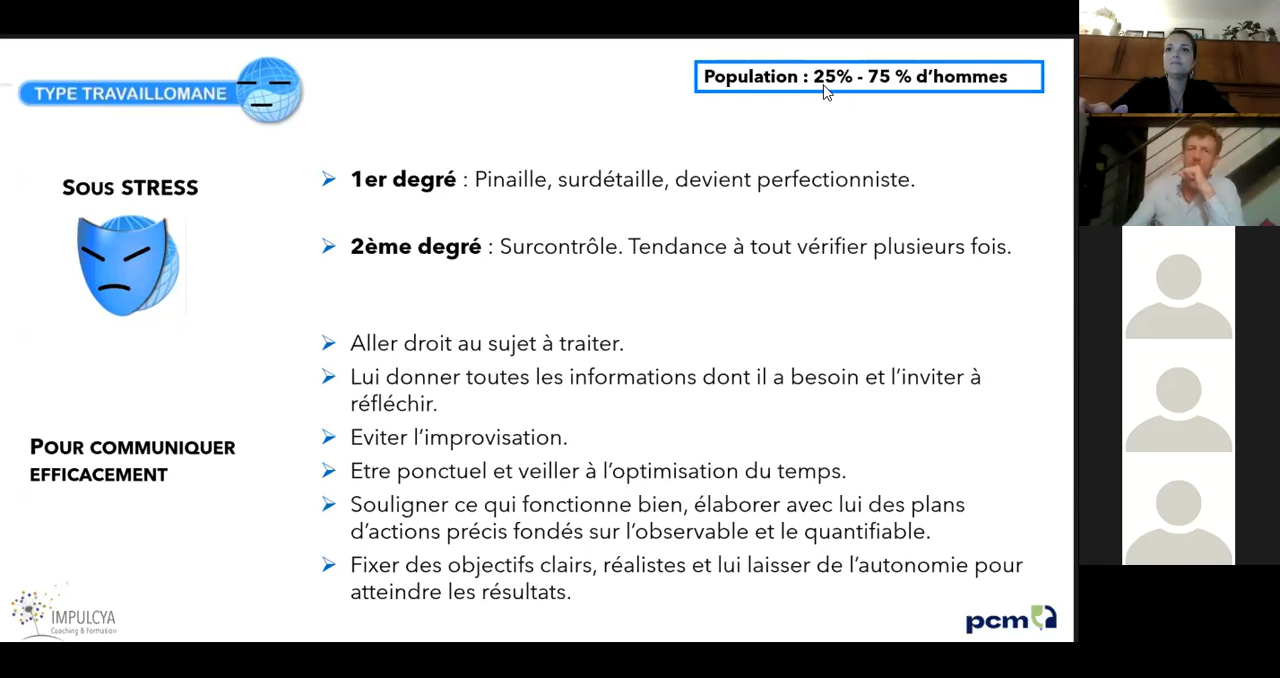 TYPE TRAVAILLOMANE
Population : 25% - 75 % d’hommes
SOUS STRESS
➢ 1er degré : Pinaille, surdétaille, devient perfectionniste.
➢ 2ème degré : Surcontrôle. Tendance à tout vérifier plusieurs fois.
POUR COMMUNIQUER
EFFICACEMENT
➢ Aller droit au sujet à traiter.
➢ Lui donner toutes les informations dont il a besoin et l’inviter à
réfléchir.
➢ Eviter l’improvisation.
➢ Etre ponctuel et veiller à l’optimisation du temps.
➢ Souligner ce qui fonctionne bien, élaborer avec lui des plans
d’actions précis fondés sur l’observable et le quantifiable.
➢ Fixer des objectifs clairs, réalistes et lui laisser de l’autonomie pour
atteindre les résultats.
IMPULCYA
Coaching & Formation
pcm